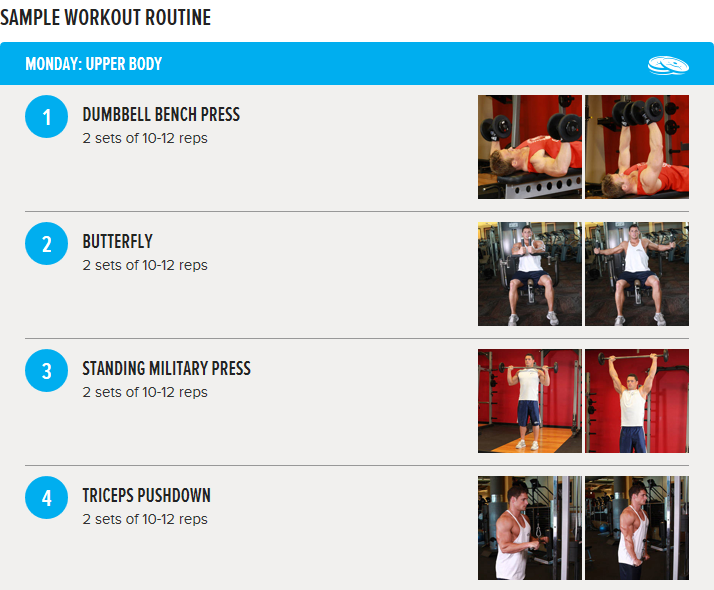 SAMPLE WORKOUT ROUTINE
MONDAY: UPPER BODY
1
DUMBBELL BENCH PRESS
2 sets of 10-12 reps
2
BUTTERFLY
2 sets of 10-12 reps
3
STANDING MILITARY PRESS
2 sets of 10-12 reps
4
TRICEPS PUSHDOWN
2 sets of 10-12 reps